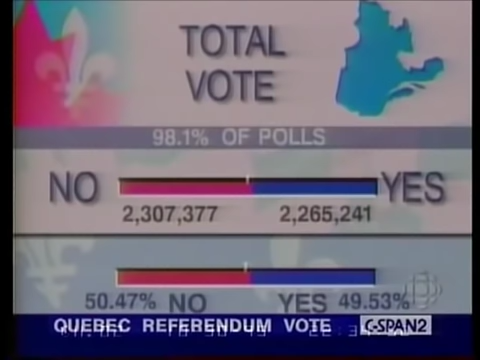 TOTAL
VOTE
98.1% OF POLLS
NO YES
2,307,377 2,265,241
50.47% NO YES 49.53%
QUEBEC REFERENDUM VOTE C-SPAN2